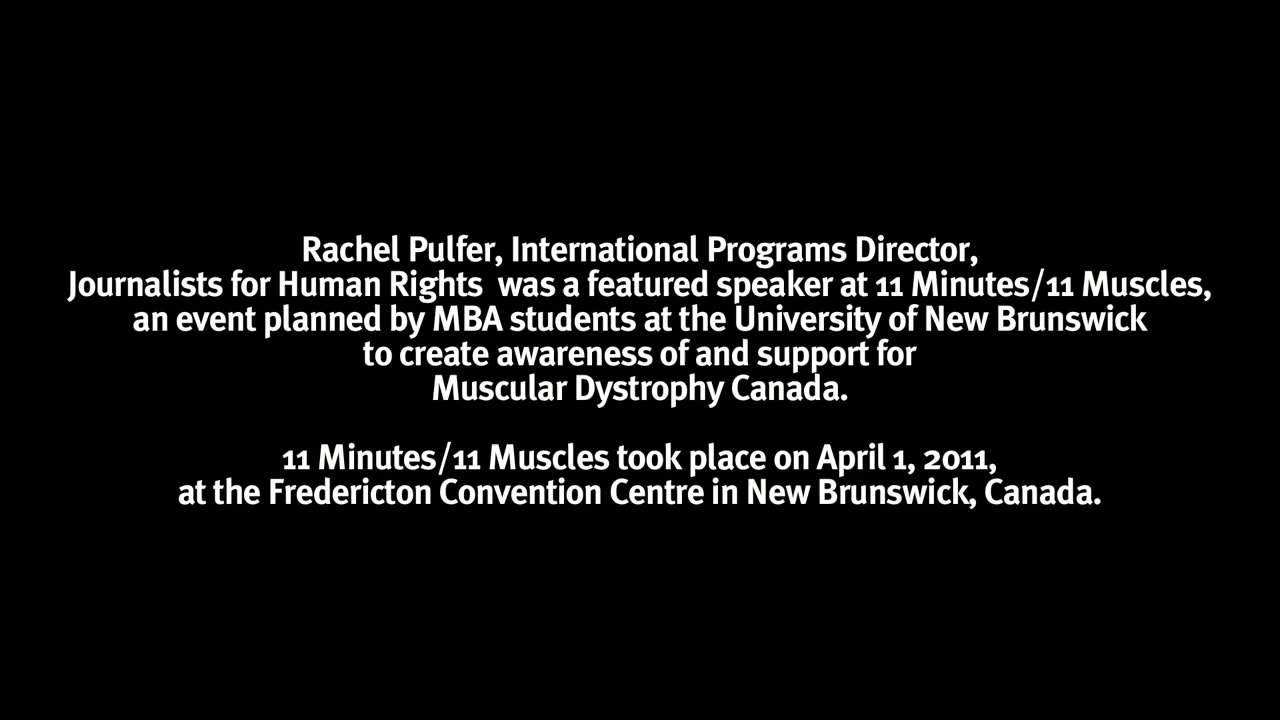 Rachel Pulfer, International Programs Director,
Journalists for Human Rights  was a featured speaker at 11 Minutes/11 Muscles,
an event planned by MBA students at the University of New Brunswick
to create awareness of and support for
Muscular Dystrophy Canada.
11 Minutes/11 Muscles took place on April 1, 2011,
at the Fredericton Convention Centre in New Brunswick, Canada.